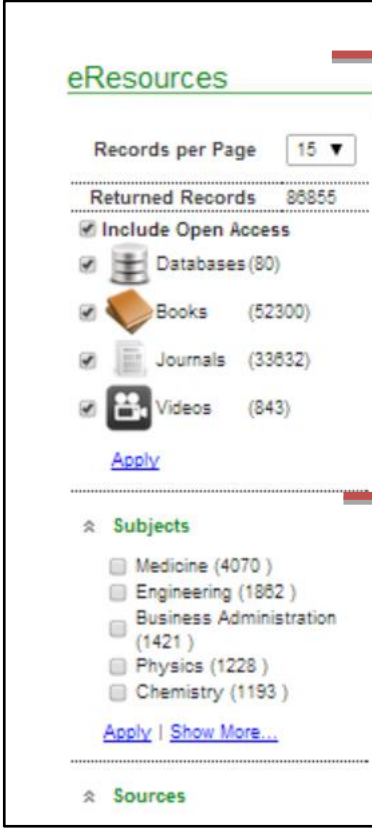 eResources
Records per Page 15 ▼
Returned Records 86855
Include Open Access
Databases (80)
Books (52300)
Journals (33632)
Videos (843)
Apply
Subjects
Medicine (4070 )
Engineering (1862 )
Business Administration
(1421 )
Physics (1228 )
Chemistry (1193 )
Apply | Show More...
Sources